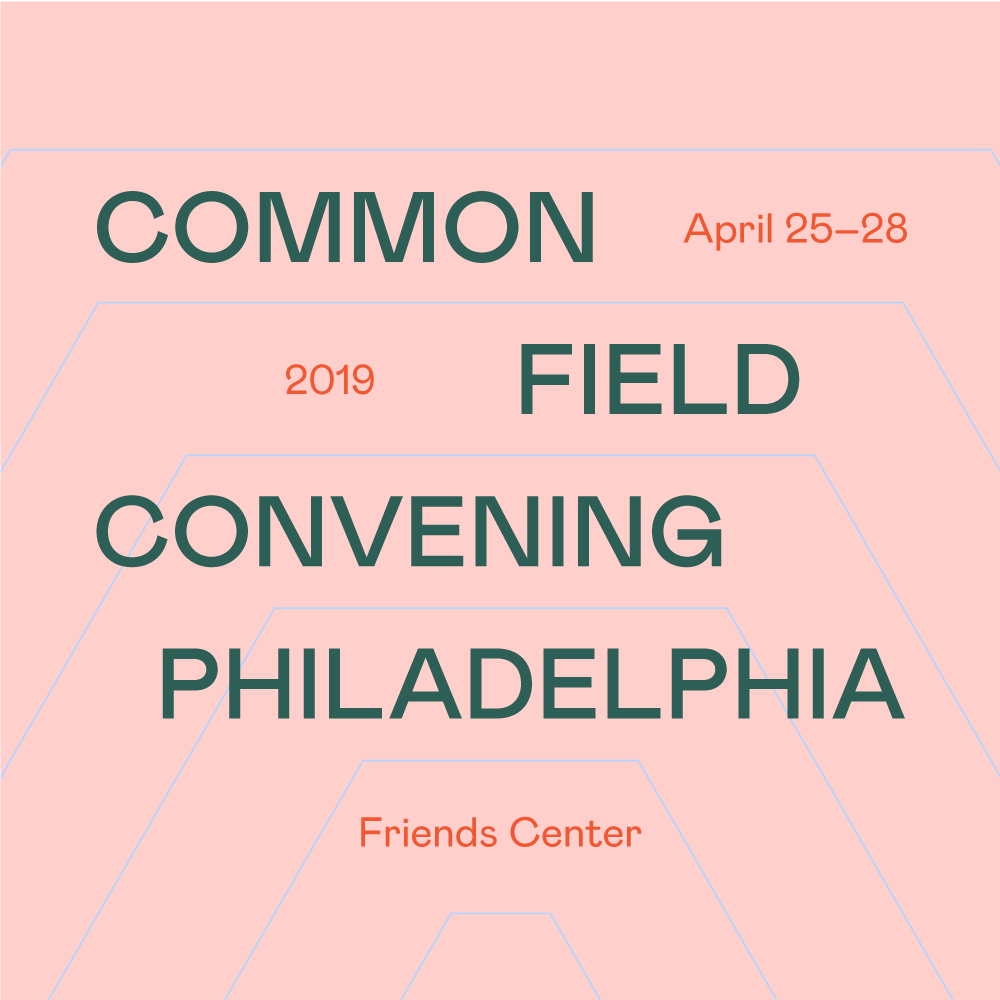 COMMON April 25–28
2019 FIELD
CONVENING
PHILADELPHIA
Friends Center